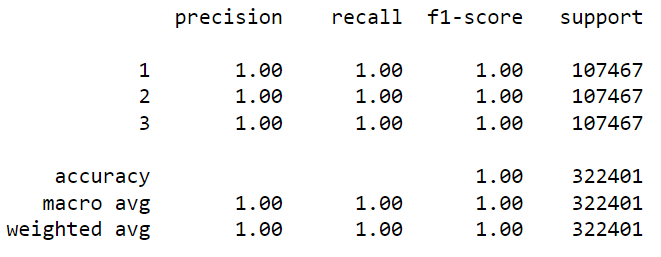 precision recall f1-score support
1 1.00 1.00 1.00 107467
2 1.00 1.00 1.00 107467
3 1.00 1.00 1.00 107467
accuracy 1.00 322401
macro avg 1.00 1.00 1.00 322401
weighted avg 1.00 1.00 1.00 322401